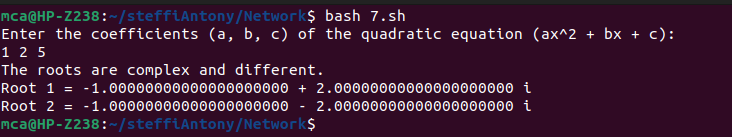 mca@HP-Z238:~/steffiAntony/Network$ bash 7.sh
Enter the coefficients (a, b, c) of the quadratic equation (ax^2 + bx + c):
1 2 5
The roots are complex and different.
Root 1 = -1.00000000000000000000 + 2.00000000000000000000 i
Root 2 = -1.00000000000000000000 - 2.00000000000000000000 i
mca@HP-Z238:~/steffiAntony/Network$